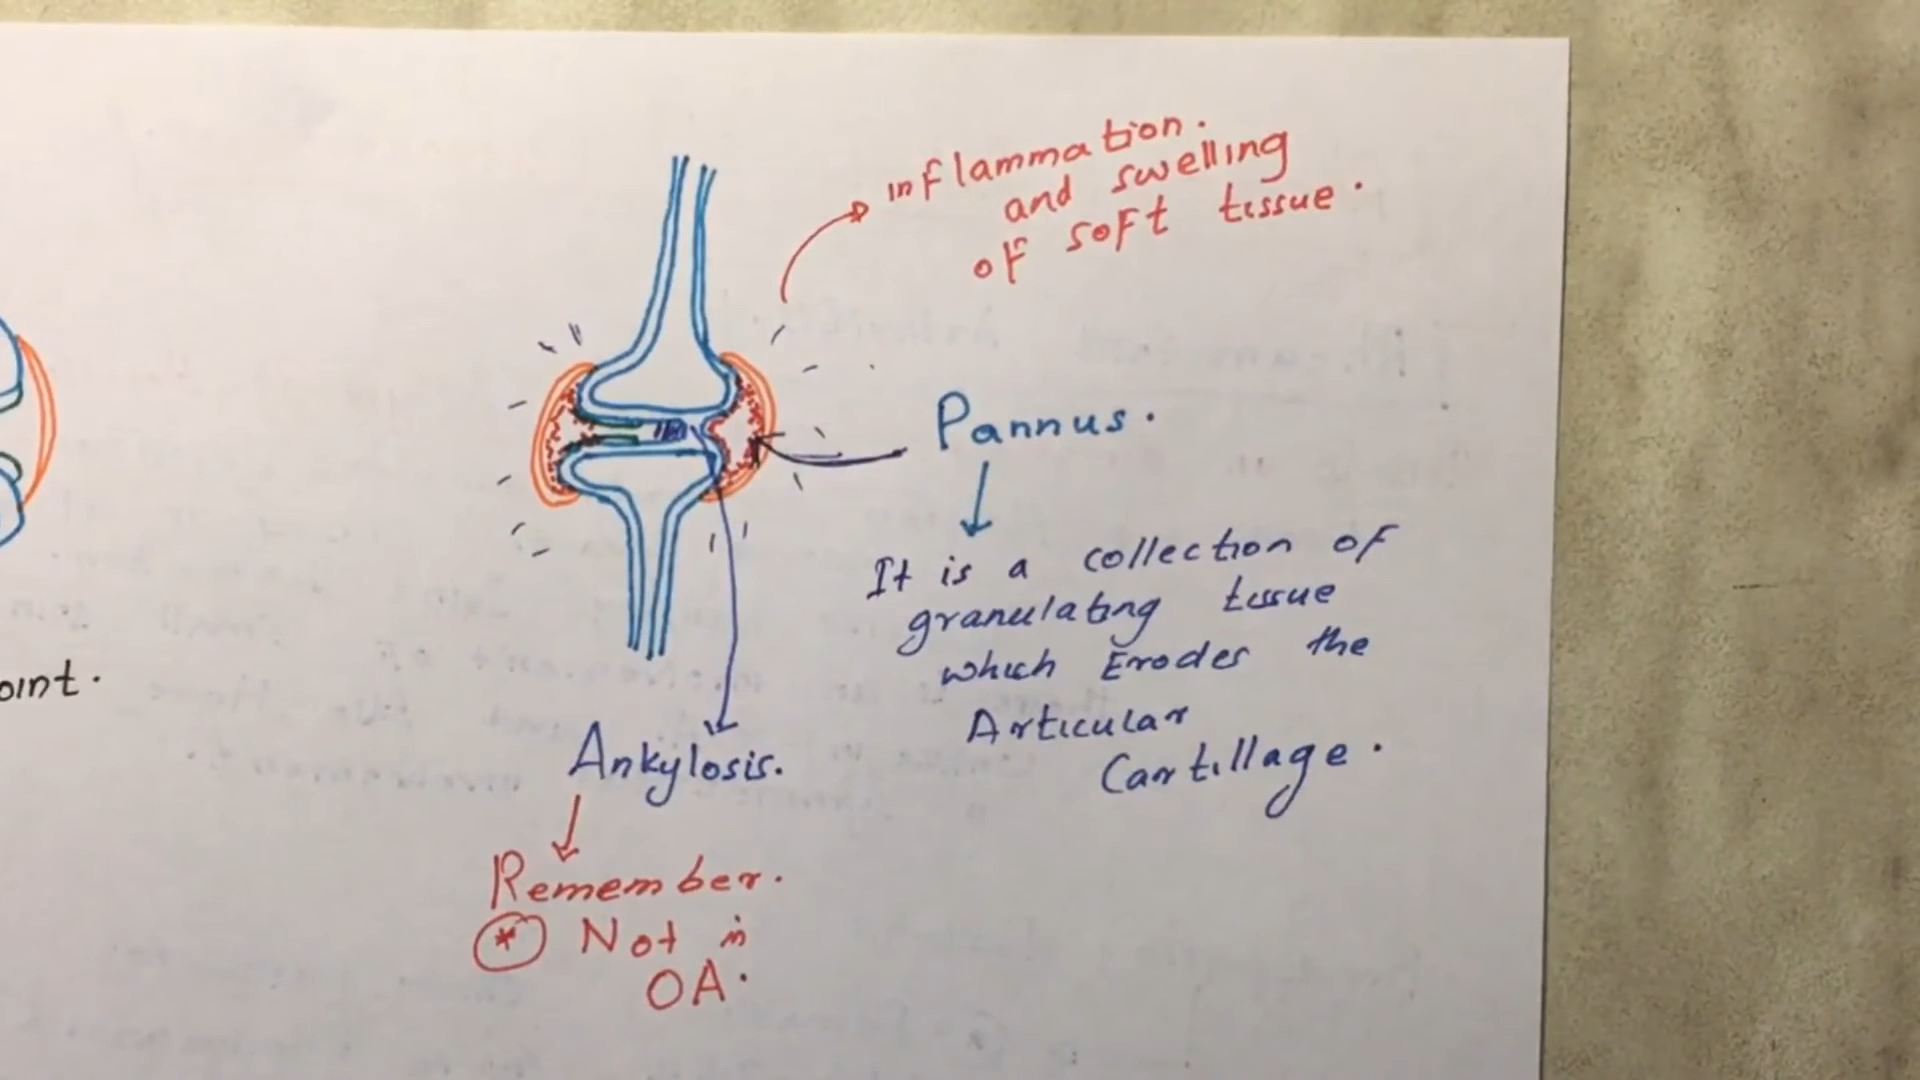 inflammation.
and swelling
of soft tissue.
Pannus.
It is a collection of
granulating tissue
which Erodes the
Articular
Cartillage.
oint.
Ankylosis.
Remember.
* Not in
OA.